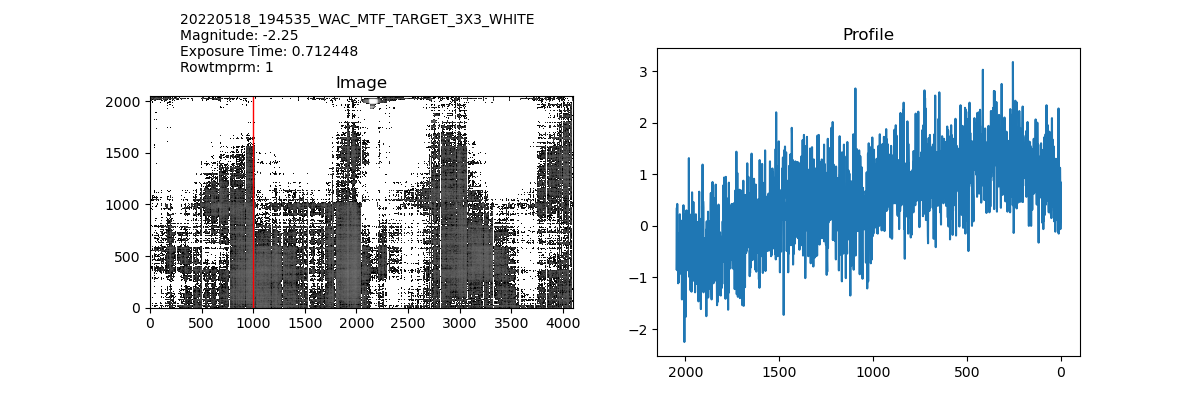 20220518_194535_WAC_MTF_TARGET_3X3_WHITE
Magnitude: -2.25
Exposure Time: 0.712448
Rowtmprm: 1
Image
2000
1500
1000
500
0
0 500 1000 1500 2000 2500 3000 3500 4000
Profile
3
2
1
0
−1
−2
2000 1500 1000 500 0